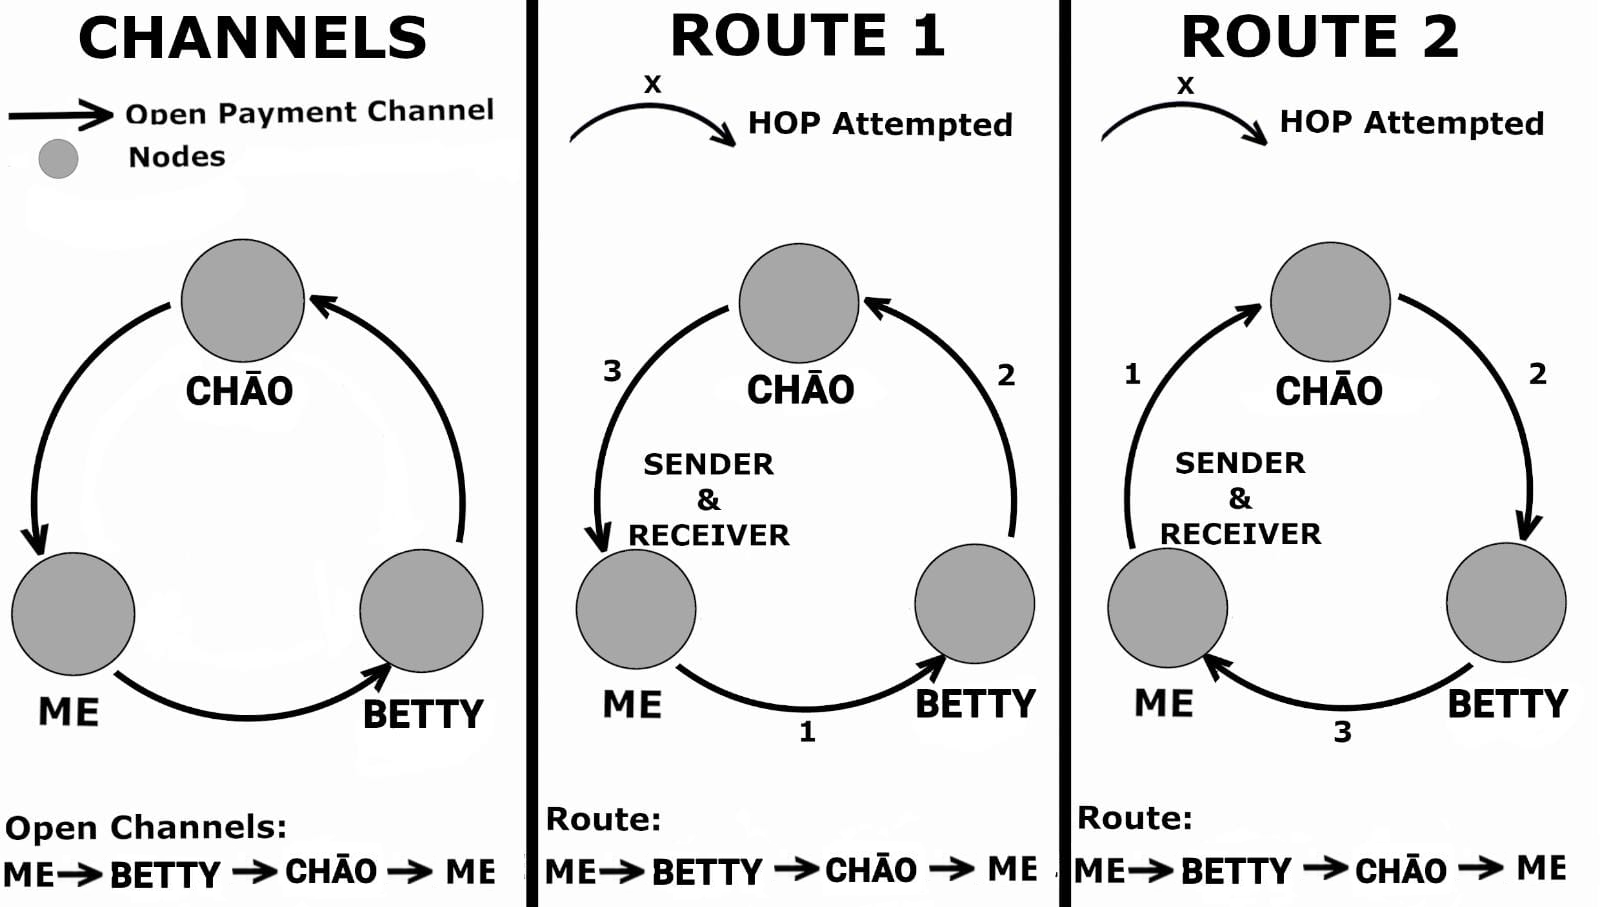 CHANNELS
Open Payment Channel
Nodes
CHĀO
ME
BETTY
Open Channels:
ME → BETTY → CHĀO → ME
ROUTE 1
X
HOP Attempted
3
2
CHĀO
SENDER
&
RECEIVER
ME
BETTY
1
Route:
ME → BETTY → CHĀO → ME
ROUTE 2
X
HOP Attempted
1
2
CHĀO
SENDER
&
RECEIVER
ME
BETTY
3
Route:
ME → BETTY → CHĀO → ME